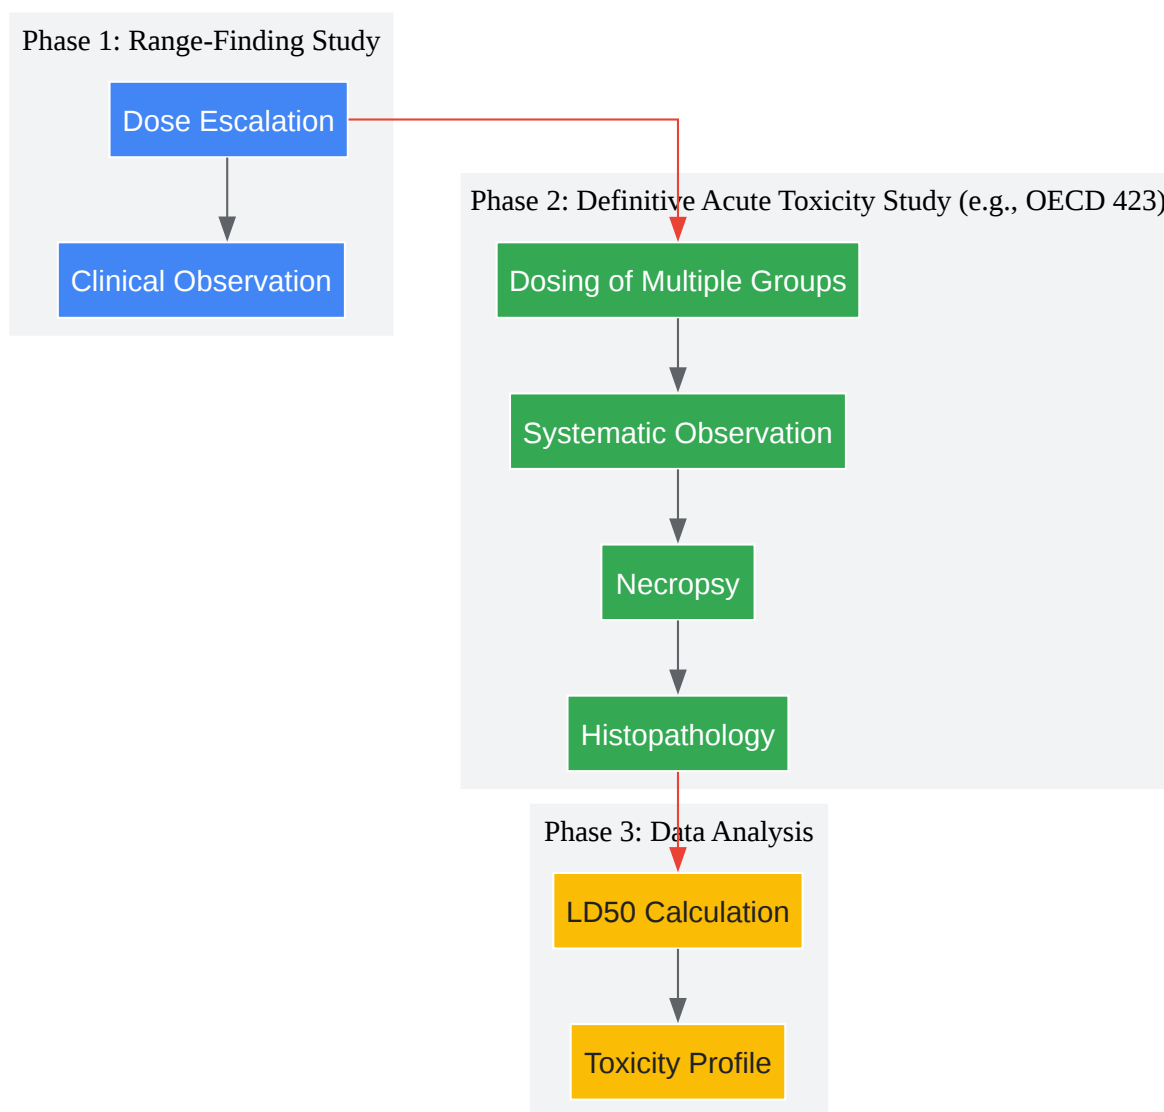 Phase 1: Range-Finding Study
Dose Escalation
Clinical Observation
Phase 2: Definitive Acute Toxicity Study (e.g., OECD 423)
Dosing of Multiple Groups
Systematic Observation
Necropsy
Histopathology
Phase 3: Data Analysis
LD50 Calculation
Toxicity Profile